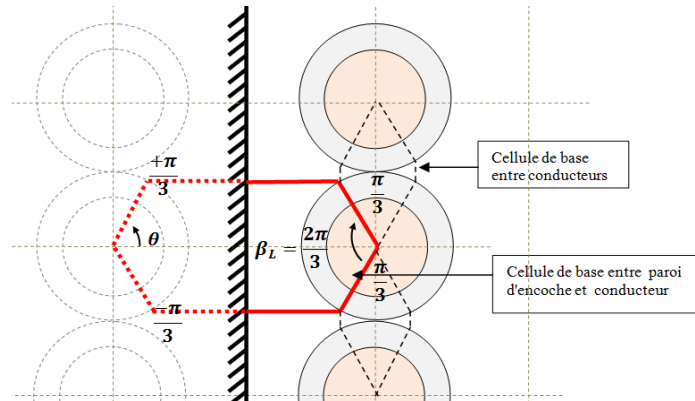 +π/3
θ
-π/3
β_L = 2π/3
π/3
π/3
Cellule de base
entre conducteurs
Cellule de base entre paroi
d'encoche et conducteur